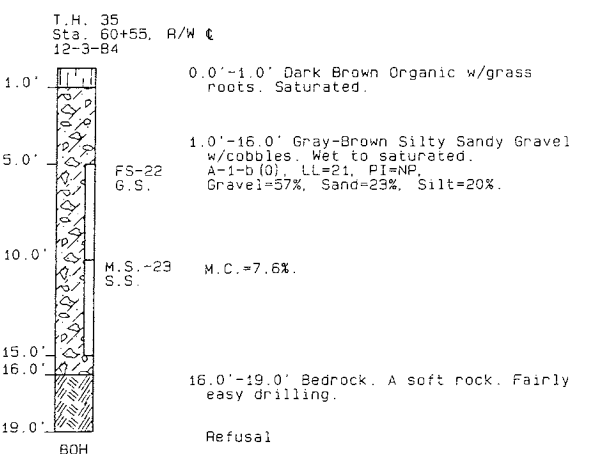 T.H. 35
Sta. 60+55, R/W ℄
12-3-84
0.0'-1.0' Dark Brown Organic w/grass
roots. Saturated.
1.0'
1.0'-16.0' Gray-Brown Silty Sandy Gravel
w/cobbles. Wet to saturated.
5.0'
FS-22
G.S.
A-1-b(0), LL=21, PI=NP,
Gravel=57%, Sand=23%, Silt=20%.
10.0'
M.S.-23
S.S.
M.C.=7.6%.
15.0'
16.0'
16.0'-19.0' Bedrock. A soft rock. Fairly
easy drilling.
19.0'
Refusal
BOH